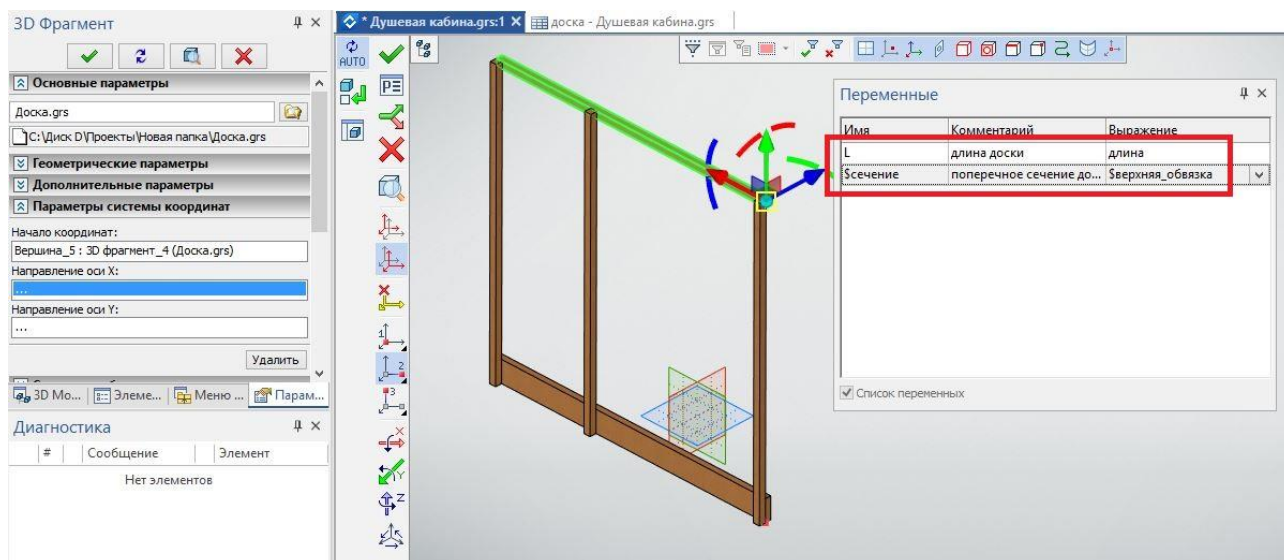 3D Фрагмент
Основные параметры
Доска.grs
C:\Диск D\Проекты\Новая папка\Доска.grs
Геометрические параметры
Дополнительные параметры
Параметры системы координат
Начало координат:
Вершина_5 : 3D фрагмент_4 (Доска.grs)
Направление оси X:
...
Направление оси Y:
...
Удалить
3D Мо... Элеме... Меню ... Парам...
Диагностика
# Сообщение Элемент
Нет элементов
* Душевая кабина.grs:1 доска - Душевая кабина.grs
AUTO
Переменные
Имя Комментарий Выражение
L длина доски длина
$сечение поперечное сечение до... $верхняя_обвязка
Список переменных